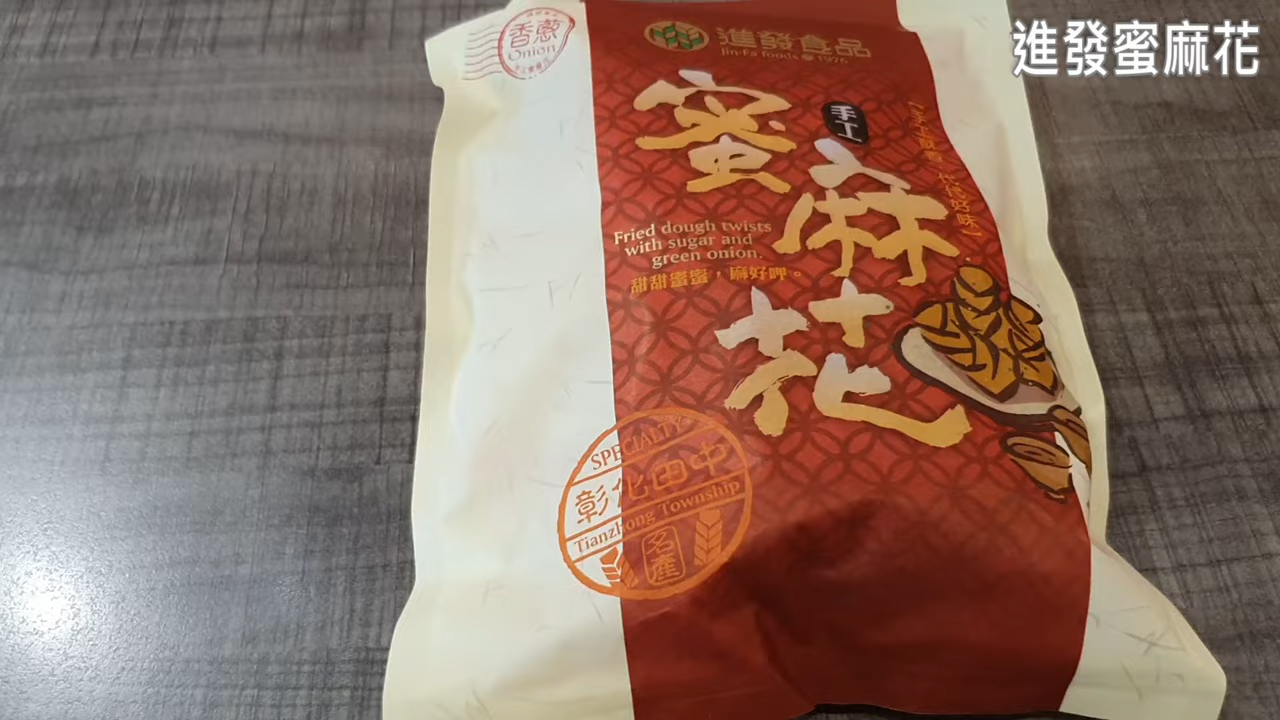 進發蜜麻花
香蔥
Onion
進發食品
Jin-Fa foods 1976
手工
蜜麻花
Fried dough twists
with sugar and
green onion.
甜甜蜜蜜，麻好呷。
SPECIALTY
彰化田中
Tianzhong Township
名產